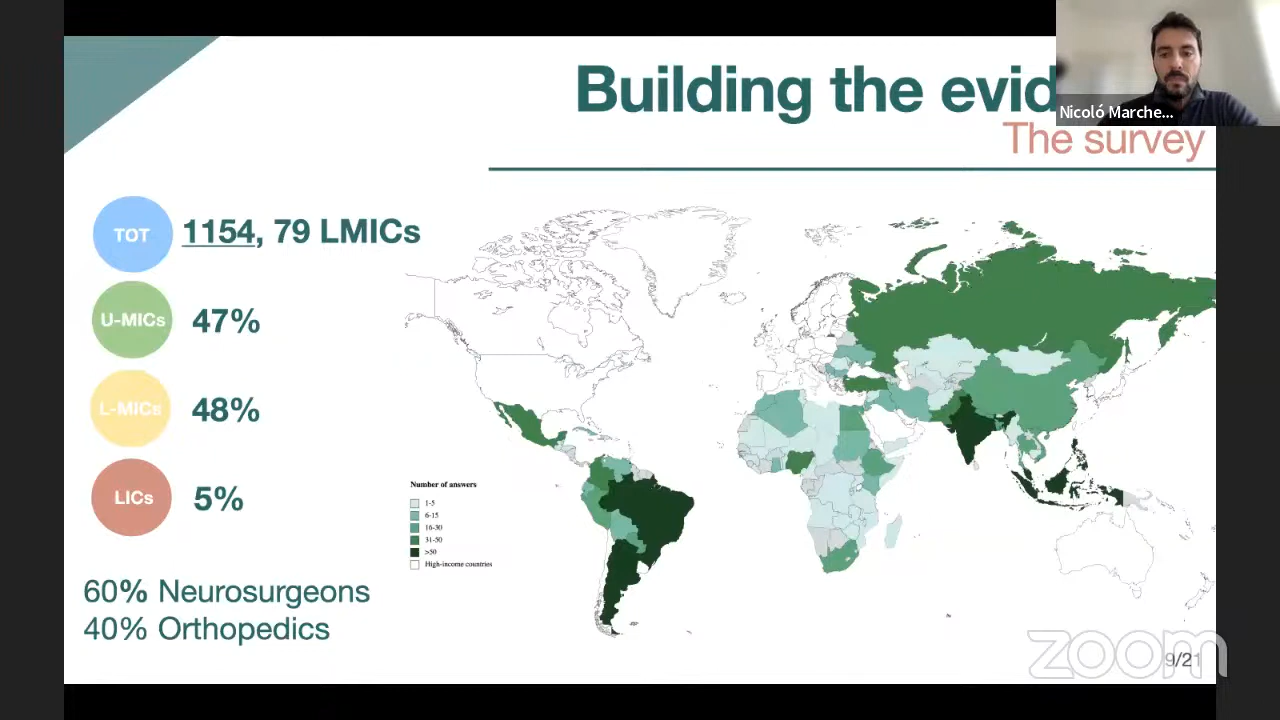 Building the evid
Nicoló Marche...
The survey
TOT
1154, 79 LMICs
U-MICs
47%
L-MICs
48%
LICs
5%
Number of answers
1-5
6-15
16-30
31-50
>50
High-income countries
60% Neurosurgeons
40% Orthopedics
zoom
9/21